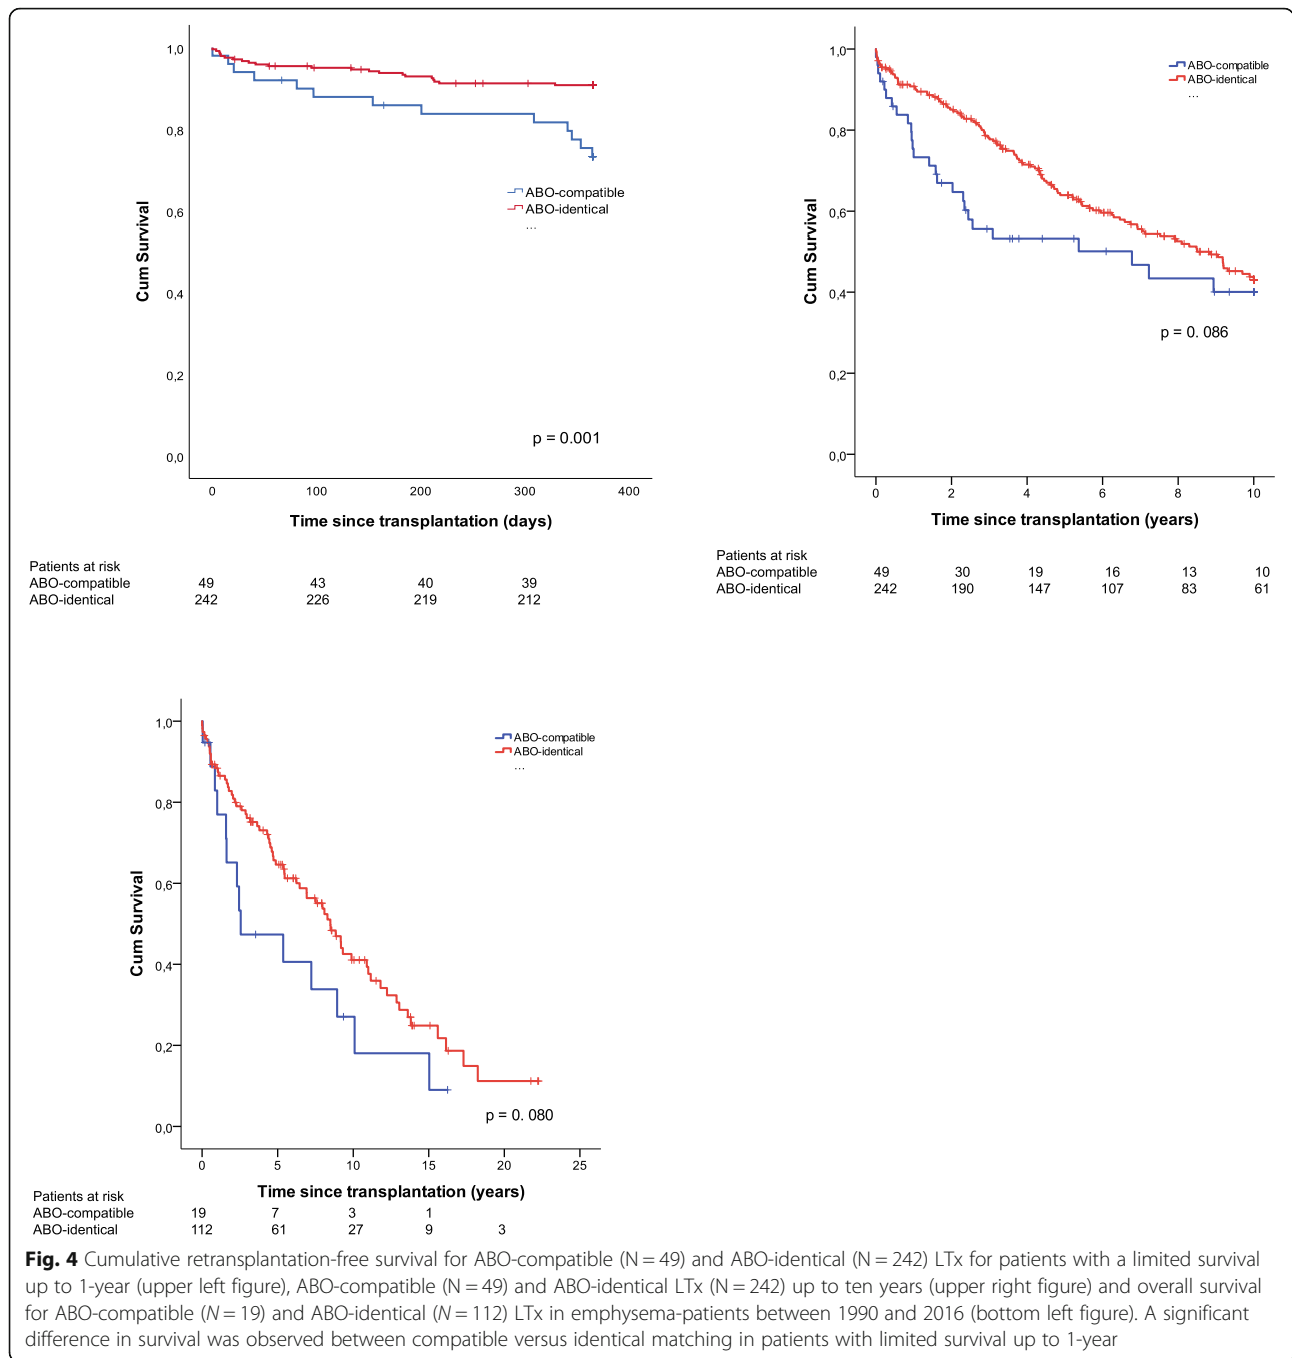 1,0
0,8
0,6
0,4
0,2
0,0
Cum Survival
ABO-compatible
ABO-identical
...
p = 0.001
0 100 200 300 400
Time since transplantation (days)
Patients at risk
ABO-compatible 49 43 40 39
ABO-identical 242 226 219 212
1,0
0,8
0,6
0,4
0,2
0,0
Cum Survival
ABO-compatible
ABO-identical
...
p = 0. 086
0 2 4 6 8 10
Time since transplantation (years)
Patients at risk
ABO-compatible 49 30 19 16 13 10
ABO-identical 242 190 147 107 83 61
1,0
0,8
0,6
0,4
0,2
0,0
Cum Survival
ABO-compatible
ABO-identical
...
p = 0. 080
0 5 10 15 20 25
Time since transplantation (years)
Patients at risk
ABO-compatible 19 7 3 1
ABO-identical 112 61 27 9 3
Fig. 4 Cumulative retransplantation-free survival for ABO-compatible (N = 49) and ABO-identical (N = 242) LTx for patients with a limited survival
up to 1-year (upper left figure), ABO-compatible (N = 49) and ABO-identical LTx (N = 242) up to ten years (upper right figure) and overall survival
for ABO-compatible (N = 19) and ABO-identical (N = 112) LTx in emphysema-patients between 1990 and 2016 (bottom left figure). A significant
difference in survival was observed between compatible versus identical matching in patients with limited survival up to 1-year